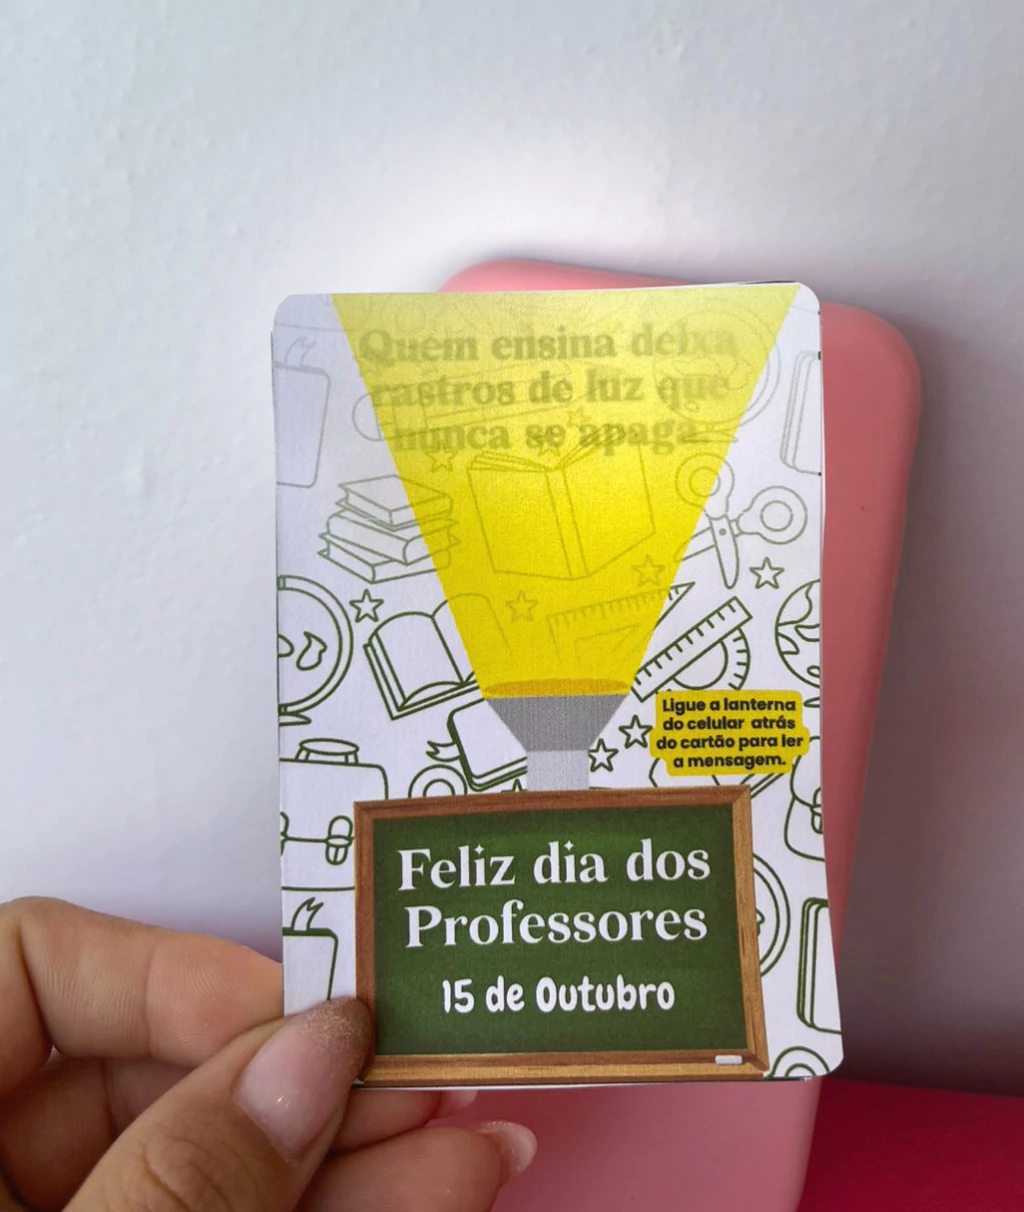 Quem ensina deixa
rastros de luz que
nunca se apaga.
Ligue a lanterna
do celular atrás
do cartão para ler
a mensagem.
Feliz dia dos
Professores
15 de Outubro